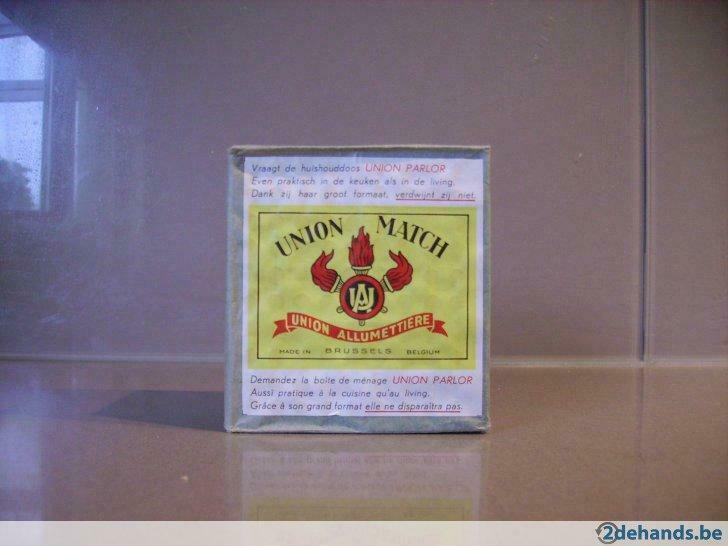 Vraagt de huishouddoos UNION PARLOR
Even praktisch in de keuken als in de living.
Dank zij haar groot formaat, verdwijnt zij niet.
UNION MATCH
UA
UNION ALLUMETTIÈRE
MADE IN BRUSSELS BELGIUM
Demandez la boîte de ménage UNION PARLOR
Aussi pratique à la cuisine qu'au living.
Grâce à son grand format elle ne disparaîtra pas.
2dehands.be